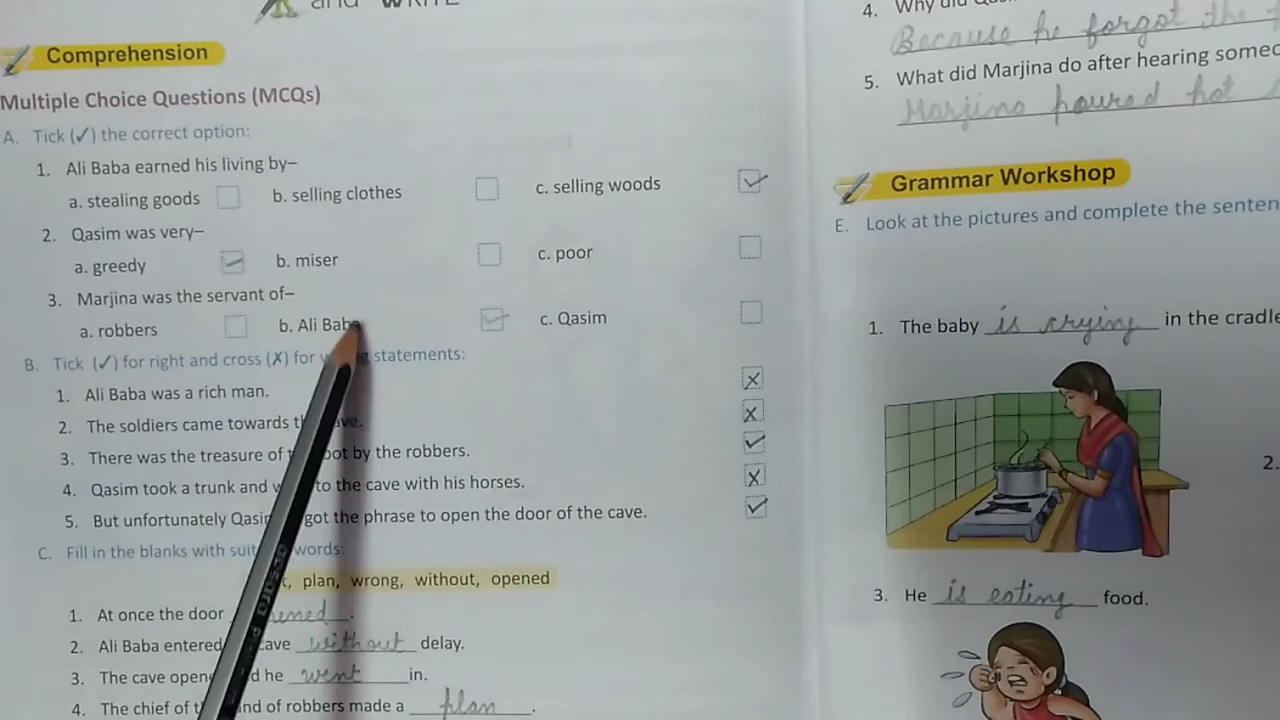 and WRITE
Comprehension
Multiple Choice Questions (MCQs)
A. Tick (✓) the correct option:
1. Ali Baba earned his living by–
a. stealing goods b. selling clothes c. selling woods ✓
2. Qasim was very–
a. greedy ✓ b. miser c. poor
3. Marjina was the servant of–
a. robbers b. Ali Baba ✓ c. Qasim
B. Tick (✓) for right and cross (✗) for statements:
1. Ali Baba was a rich man. ✗
2. The soldiers came towards ✗
3. There was the treasure of by the robbers. ✓
4. Qasim took a trunk and to the cave with his horses. ✗
5. But unfortunately Qasim got the phrase to open the door of the cave. ✓
C. Fill in the blanks with words:
plan, wrong, without, opened
1. At once the door
2. Ali Baba entered cave without delay.
3. The cave he went in.
4. The chief of of robbers made a plan.
4. Why did
Because he forgot the
5. What did Marjina do after hearing
Marjina poured hot
Grammar Workshop
E. Look at the pictures and complete the
1. The baby is crying in the
2.
3. He is eating food.